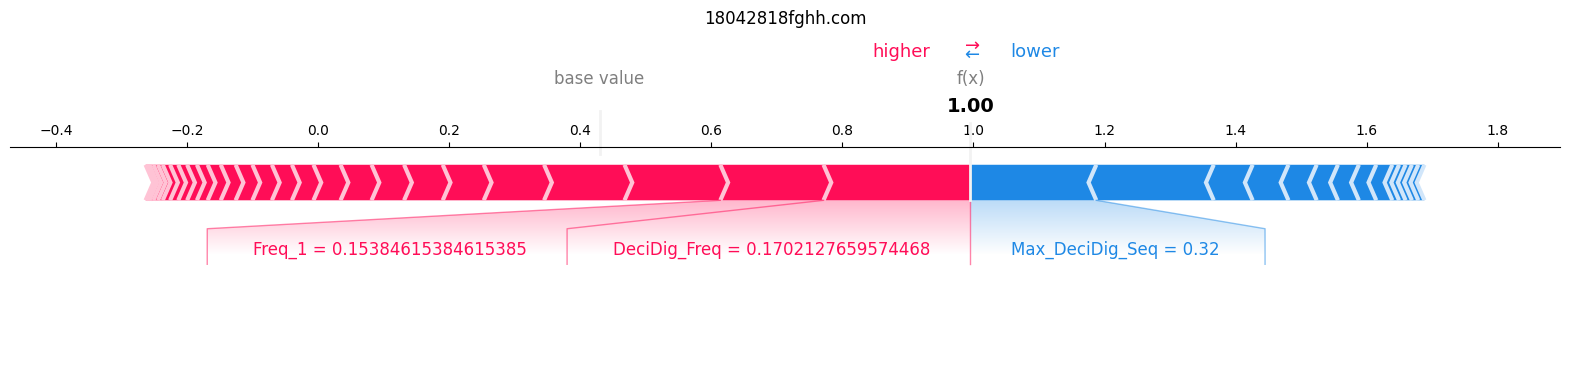 18042818fghh.com
higher → ← lower
base value f(x)
1.00
−0.4 −0.2 0.0 0.2 0.4 0.6 0.8 1.0 1.2 1.4 1.6 1.8
Freq_1 = 0.15384615384615385 DeciDig_Freq = 0.1702127659574468 Max_DeciDig_Seq = 0.32